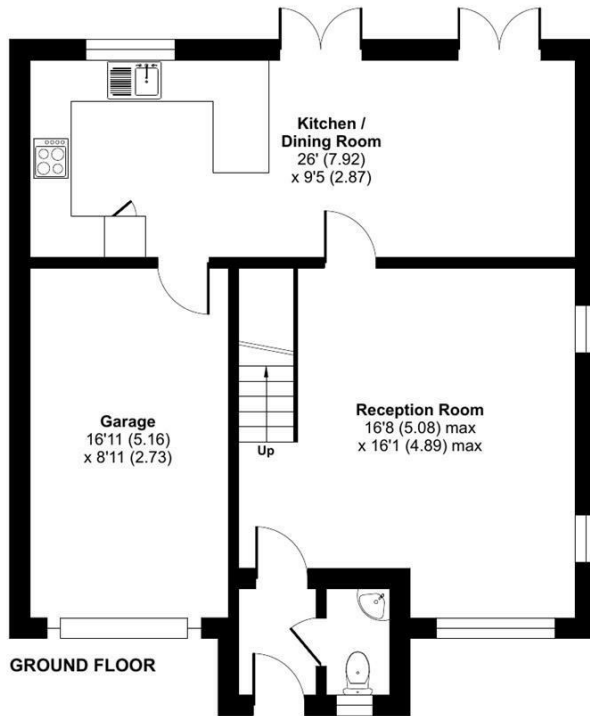 Kitchen /
Dining Room
26' (7.92)
x 9'5 (2.87)
Garage
16'11 (5.16)
x 8'11 (2.73)
Reception Room
16'8 (5.08) max
x 16'1 (4.89) max
Up
GROUND FLOOR